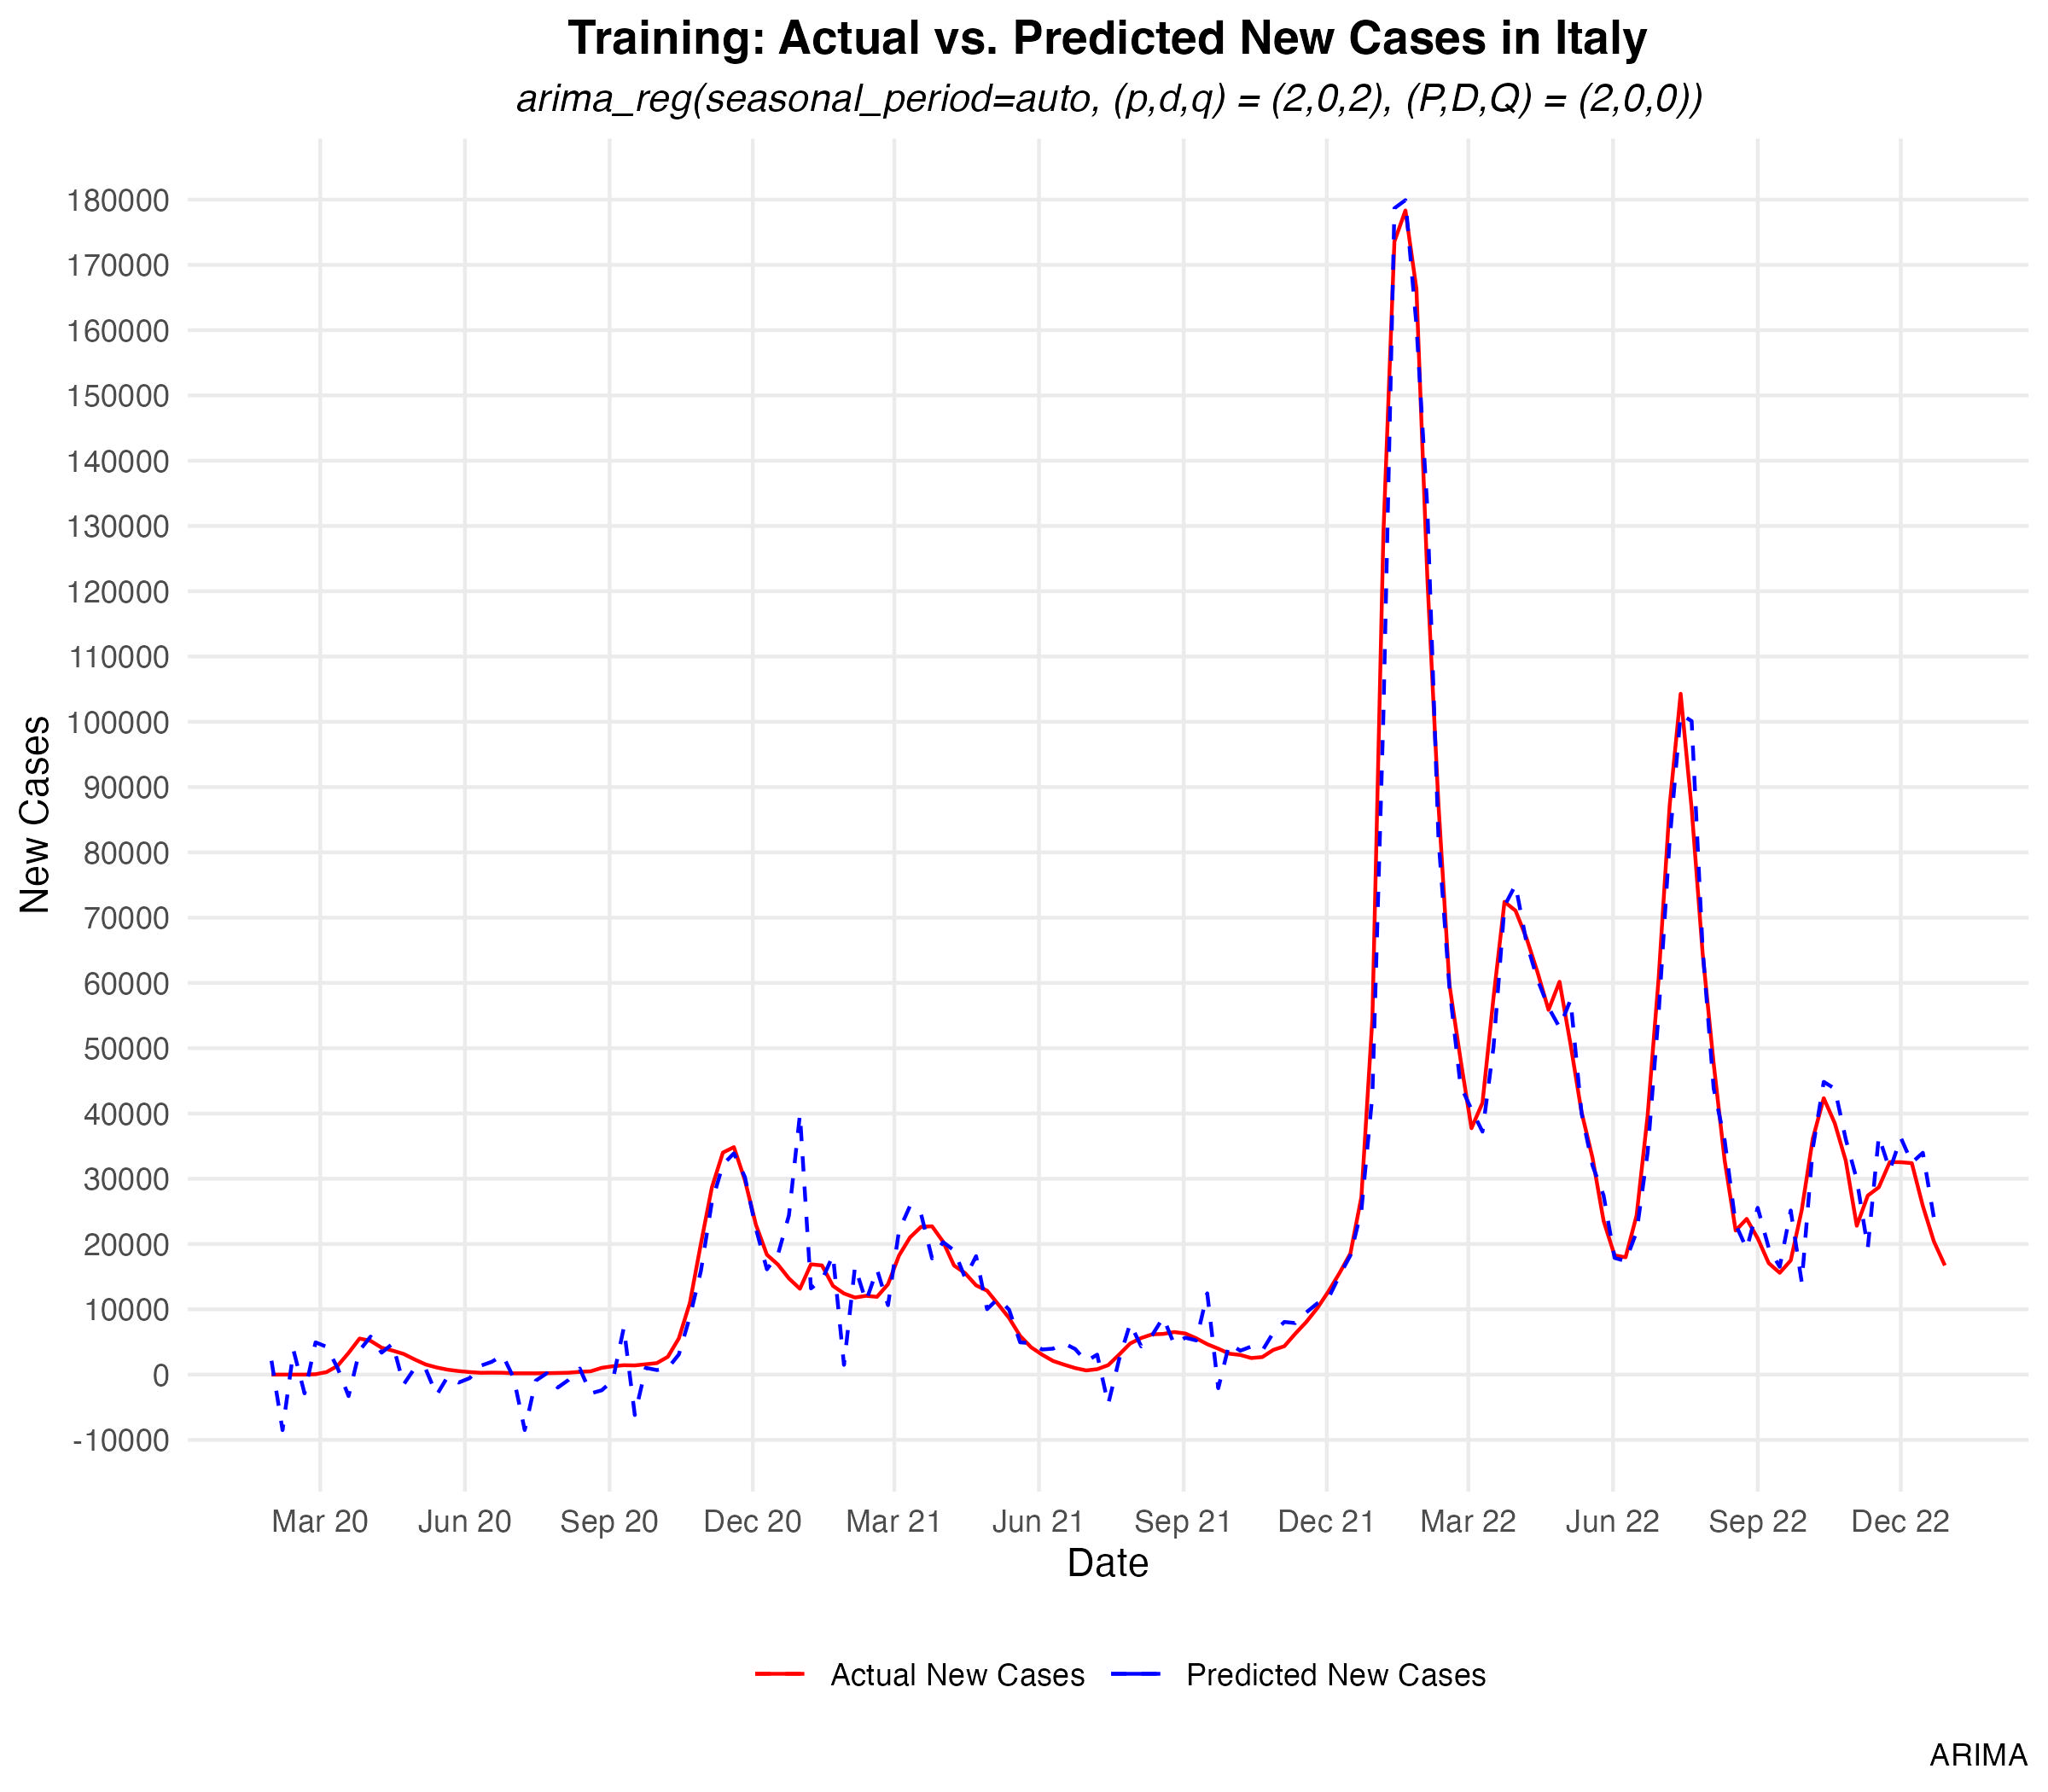 Training: Actual vs. Predicted New Cases in Italy
arima_reg(seasonal_period=auto, (p,d,q) = (2,0,2), (P,D,Q) = (2,0,0))
New Cases
180000
170000
160000
150000
140000
130000
120000
110000
100000
90000
80000
70000
60000
50000
40000
30000
20000
10000
0
-10000
Mar 20 Jun 20 Sep 20 Dec 20 Mar 21 Jun 21 Sep 21 Dec 21 Mar 22 Jun 22 Sep 22 Dec 22
Date
Actual New Cases Predicted New Cases
ARIMA